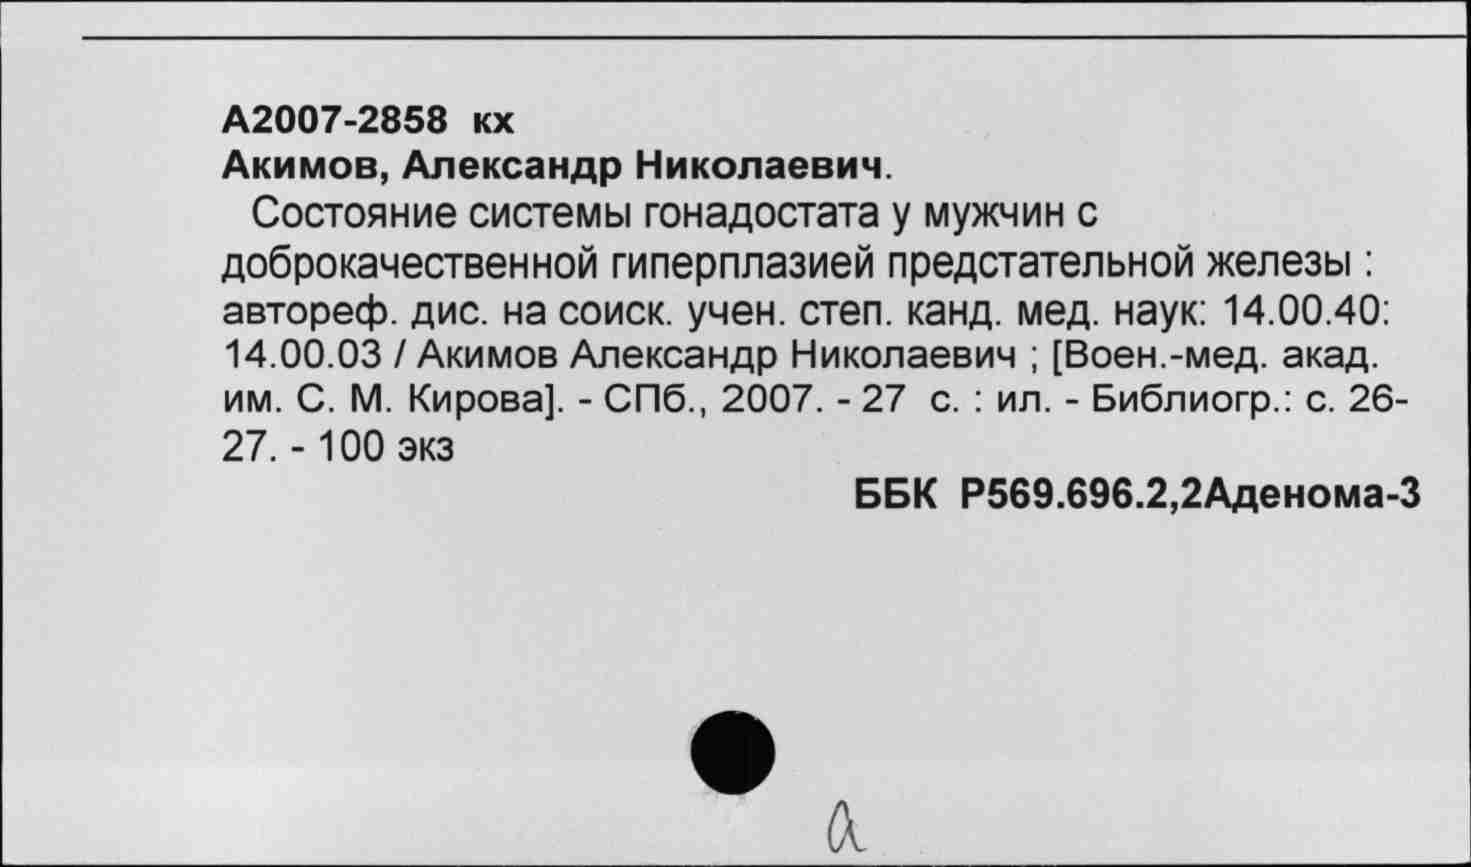 А2007-2858 кх
Акимов, Александр Николаевич.
Состояние системы гонадостата у мужчин с
доброкачественной гиперплазией предстательной железы :
автореф. дис. на соиск. учен. степ. канд. мед. наук: 14.00.40:
14.00.03 / Акимов Александр Николаевич ; [Воен.-мед. акад.
им. С. М. Кирова]. - СПб., 2007. - 27 с. : ил. - Библиогр.: с. 26-
27. - 100 экз
ББК Р569.696.2,2Аденома-3
а